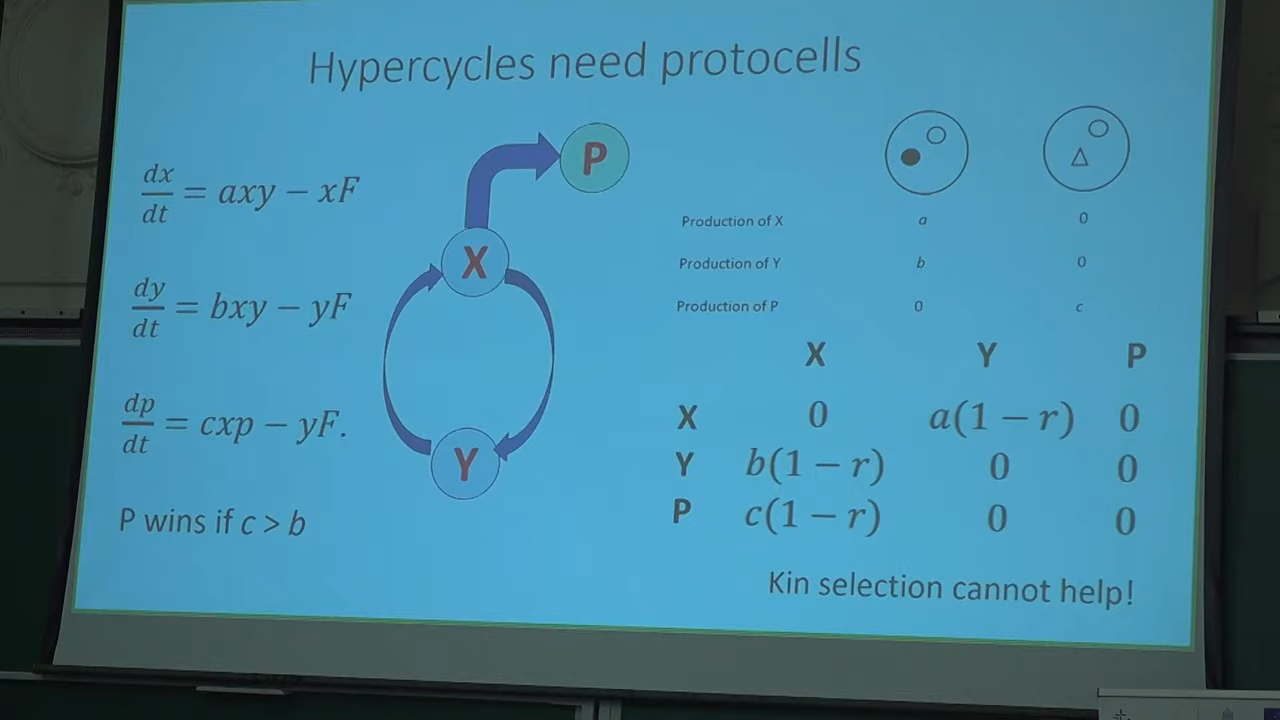 Hypercycles need protocells
dx/dt = axy − xF
dy/dt = bxy − yF
dp/dt = cxp − yF.
P wins if c > b
P
X
Y
Production of X a 0
Production of Y b 0
Production of P 0 c
X Y P
X 0 a(1 − r) 0
Y b(1 − r) 0 0
P c(1 − r) 0 0
Kin selection cannot help!